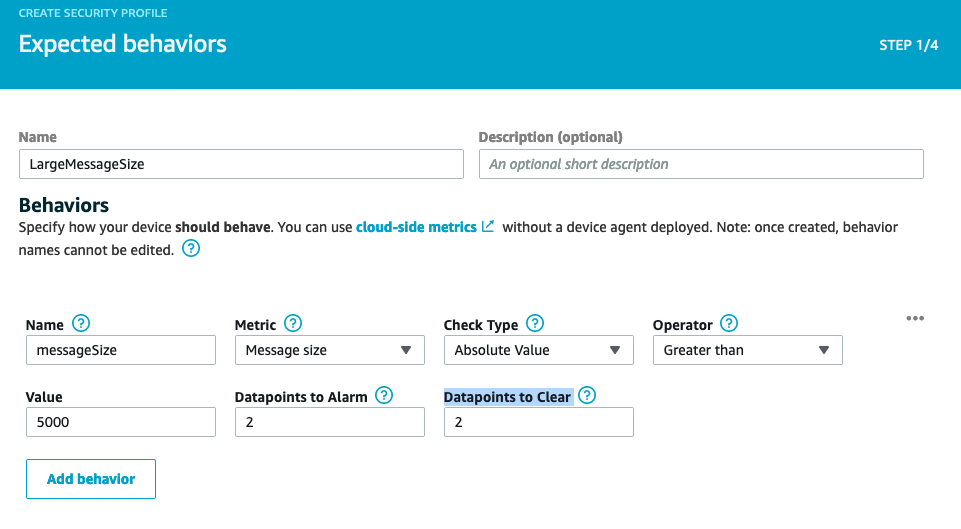 CREATE SECURITY PROFILE
Expected behaviors
STEP 1/4
Name
Description (optional)
LargeMessageSize
An optional short description
Behaviors
Specify how your device should behave. You can use cloud-side metrics without a device agent deployed. Note: once created, behavior
names cannot be edited. ?
Name ? Metric ? Check Type ? Operator ?
messageSize Message size Absolute Value Greater than
Value Datapoints to Alarm ? Datapoints to Clear ?
5000 2 2
Add behavior